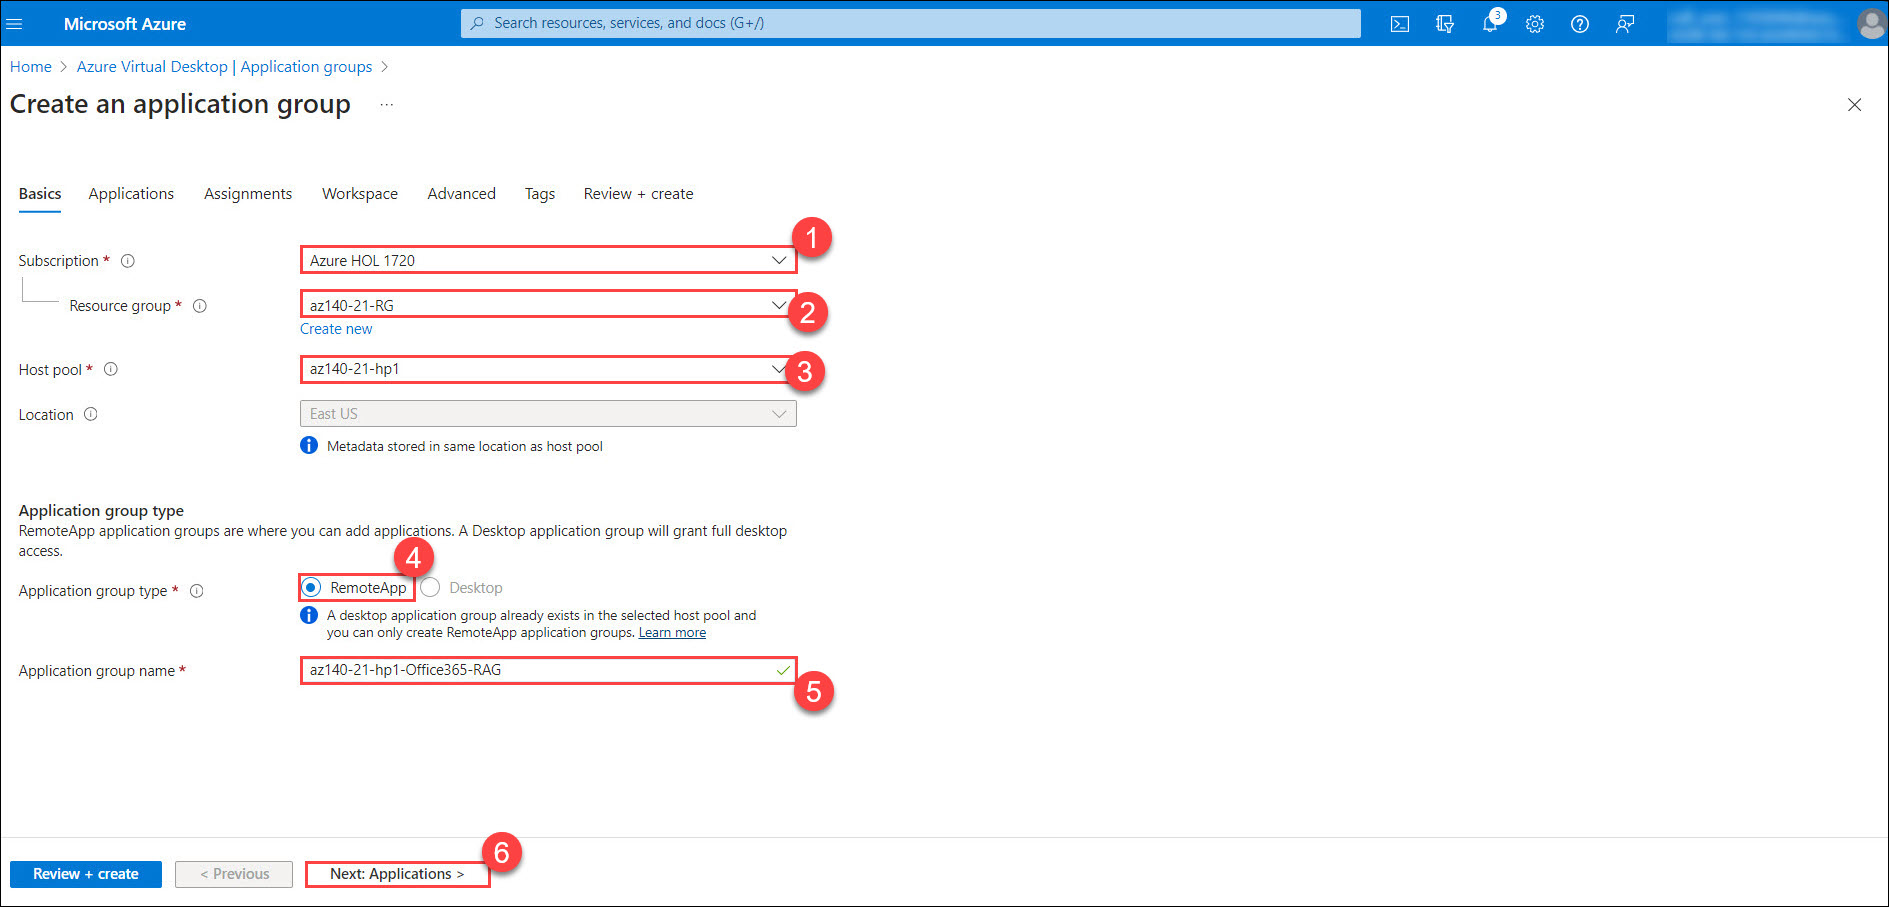 Microsoft Azure
Search resources, services, and docs (G+/)
3
Home > Azure Virtual Desktop | Application groups >
Create an application group ...
Basics Applications Assignments Workspace Advanced Tags Review + create
1
Subscription * Azure HOL 1720
Resource group * az140-21-RG
2
Create new
Host pool * az140-21-hp1
3
Location East US
Metadata stored in same location as host pool
Application group type
RemoteApp application groups are where you can add applications. A Desktop application group will grant full desktop
access.
4
Application group type * RemoteApp Desktop
A desktop application group already exists in the selected host pool and
you can only create RemoteApp application groups. Learn more
Application group name * az140-21-hp1-Office365-RAG
5
6
Review + create < Previous Next: Applications >